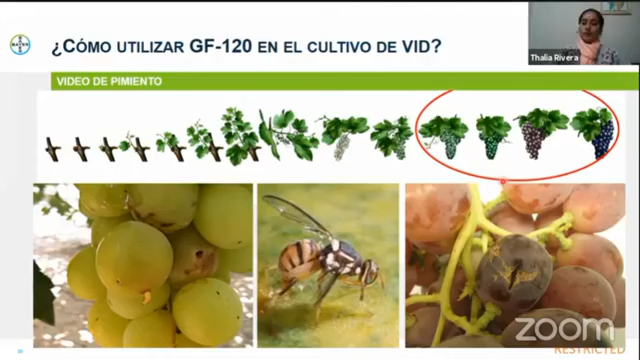 BAYER
¿CÓMO UTILIZAR GF-120 EN EL CULTIVO DE VID?
Thalia Rivera
VIDEO DE PIMIENTO
zoom
RESTRICTED